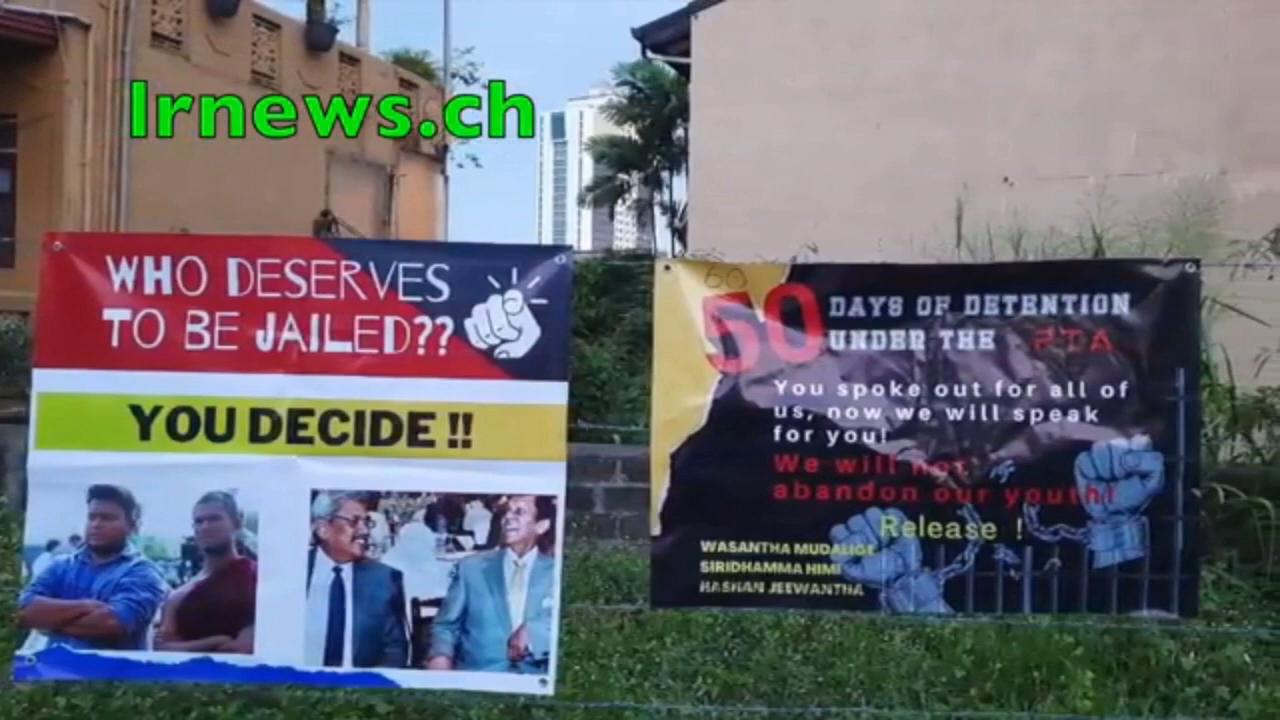 lrnews.ch
WHO DESERVES
TO BE JAILED??
YOU DECIDE !!
60
50 DAYS OF DETENTION
UNDER THE PTA
You spoke out for all of
us, now we will speak
for you!
We will not
abandon our youth!
Release !
WASANTHA MUDALIGE
SIRIDHAMMA HIMI
HASHAN JEEWANTHA